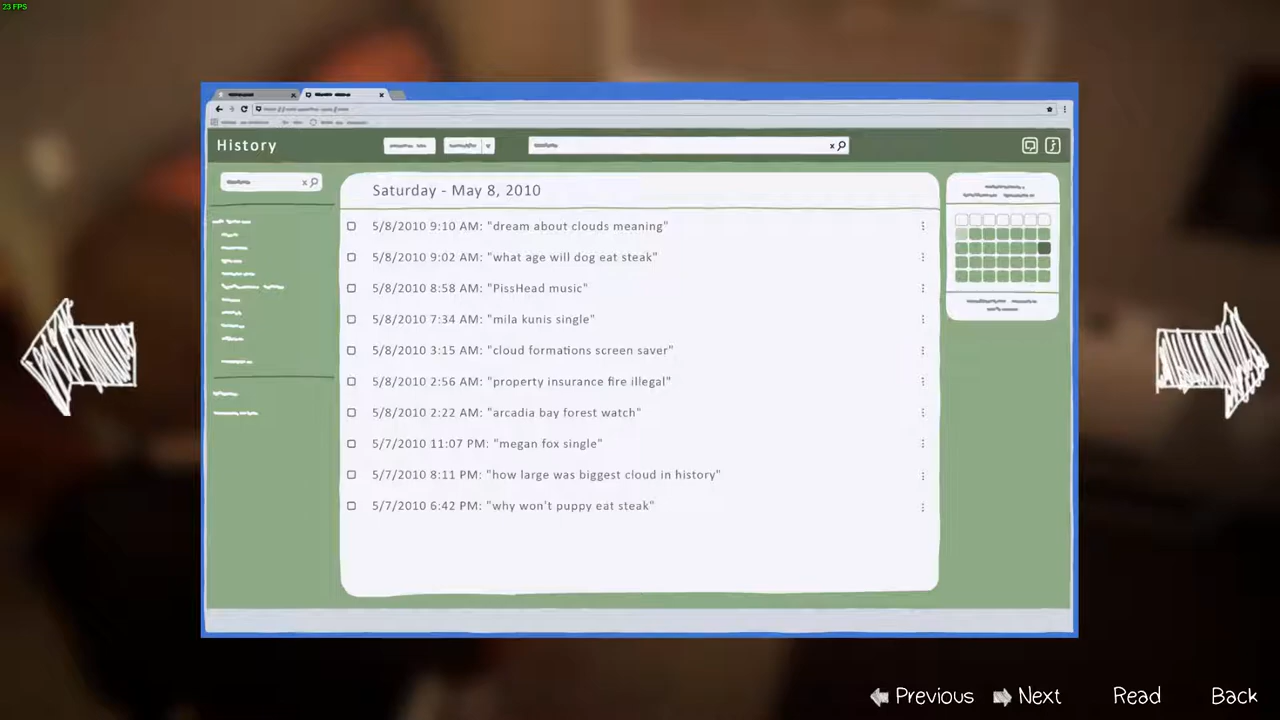 23 FPS
History
Saturday - May 8, 2010
5/8/2010 9:10 AM: "dream about clouds meaning"
5/8/2010 9:02 AM: "what age will dog eat steak"
5/8/2010 8:58 AM: "PissHead music"
5/8/2010 7:34 AM: "mila kunis single"
5/8/2010 3:15 AM: "cloud formations screen saver"
5/8/2010 2:56 AM: "property insurance fire illegal"
5/8/2010 2:22 AM: "arcadia bay forest watch"
5/7/2010 11:07 PM: "megan fox single"
5/7/2010 8:11 PM: "how large was biggest cloud in history"
5/7/2010 6:42 PM: "why won't puppy eat steak"
Previous Next Read Back